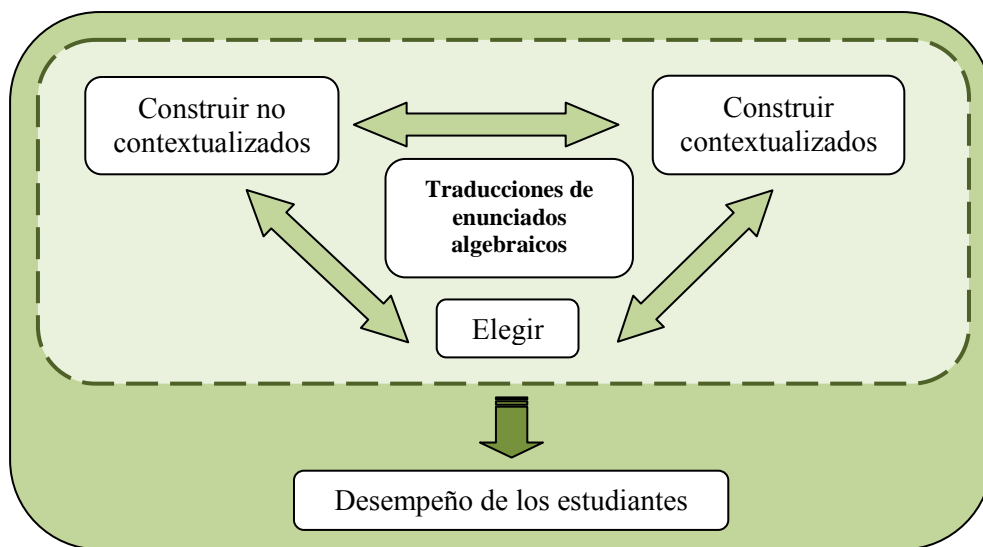 Construir no
contextualizados
Construir
contextualizados
Traducciones de
enunciados
algebraicos
Elegir
Desempeño de los estudiantes